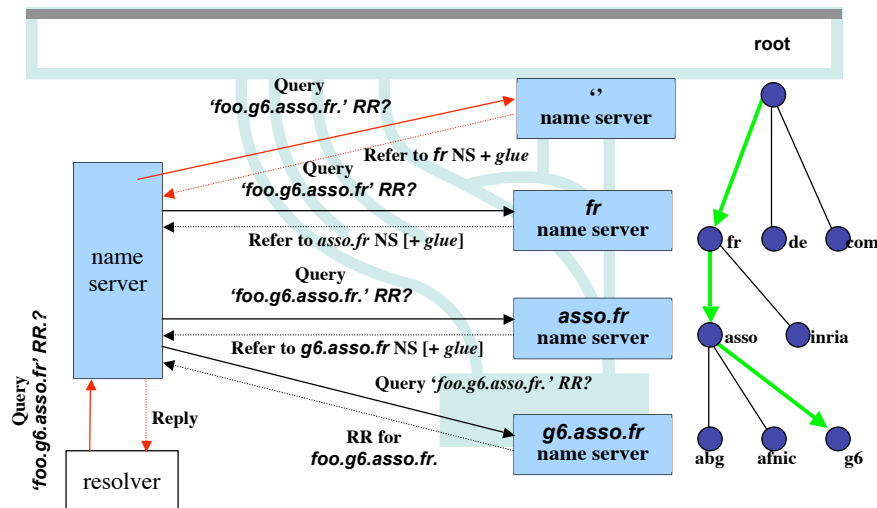 root
Query
'foo.g6.asso.fr.' RR?
‘’
name server
Refer to fr NS + glue
Query
'foo.g6.asso.fr' RR?
fr
name server
Refer to asso.fr NS [+ glue]
name
server
Query
'foo.g6.asso.fr.' RR?
asso.fr
name server
Refer to g6.asso.fr NS [+ glue]
Query ‘foo.g6.asso.fr.’ RR?
g6.asso.fr
name server
RR for
foo.g6.asso.fr.
Query
'foo.g6.asso.fr' RR.?
Reply
resolver
fr
de
com
asso
inria
abg
afnic
g6